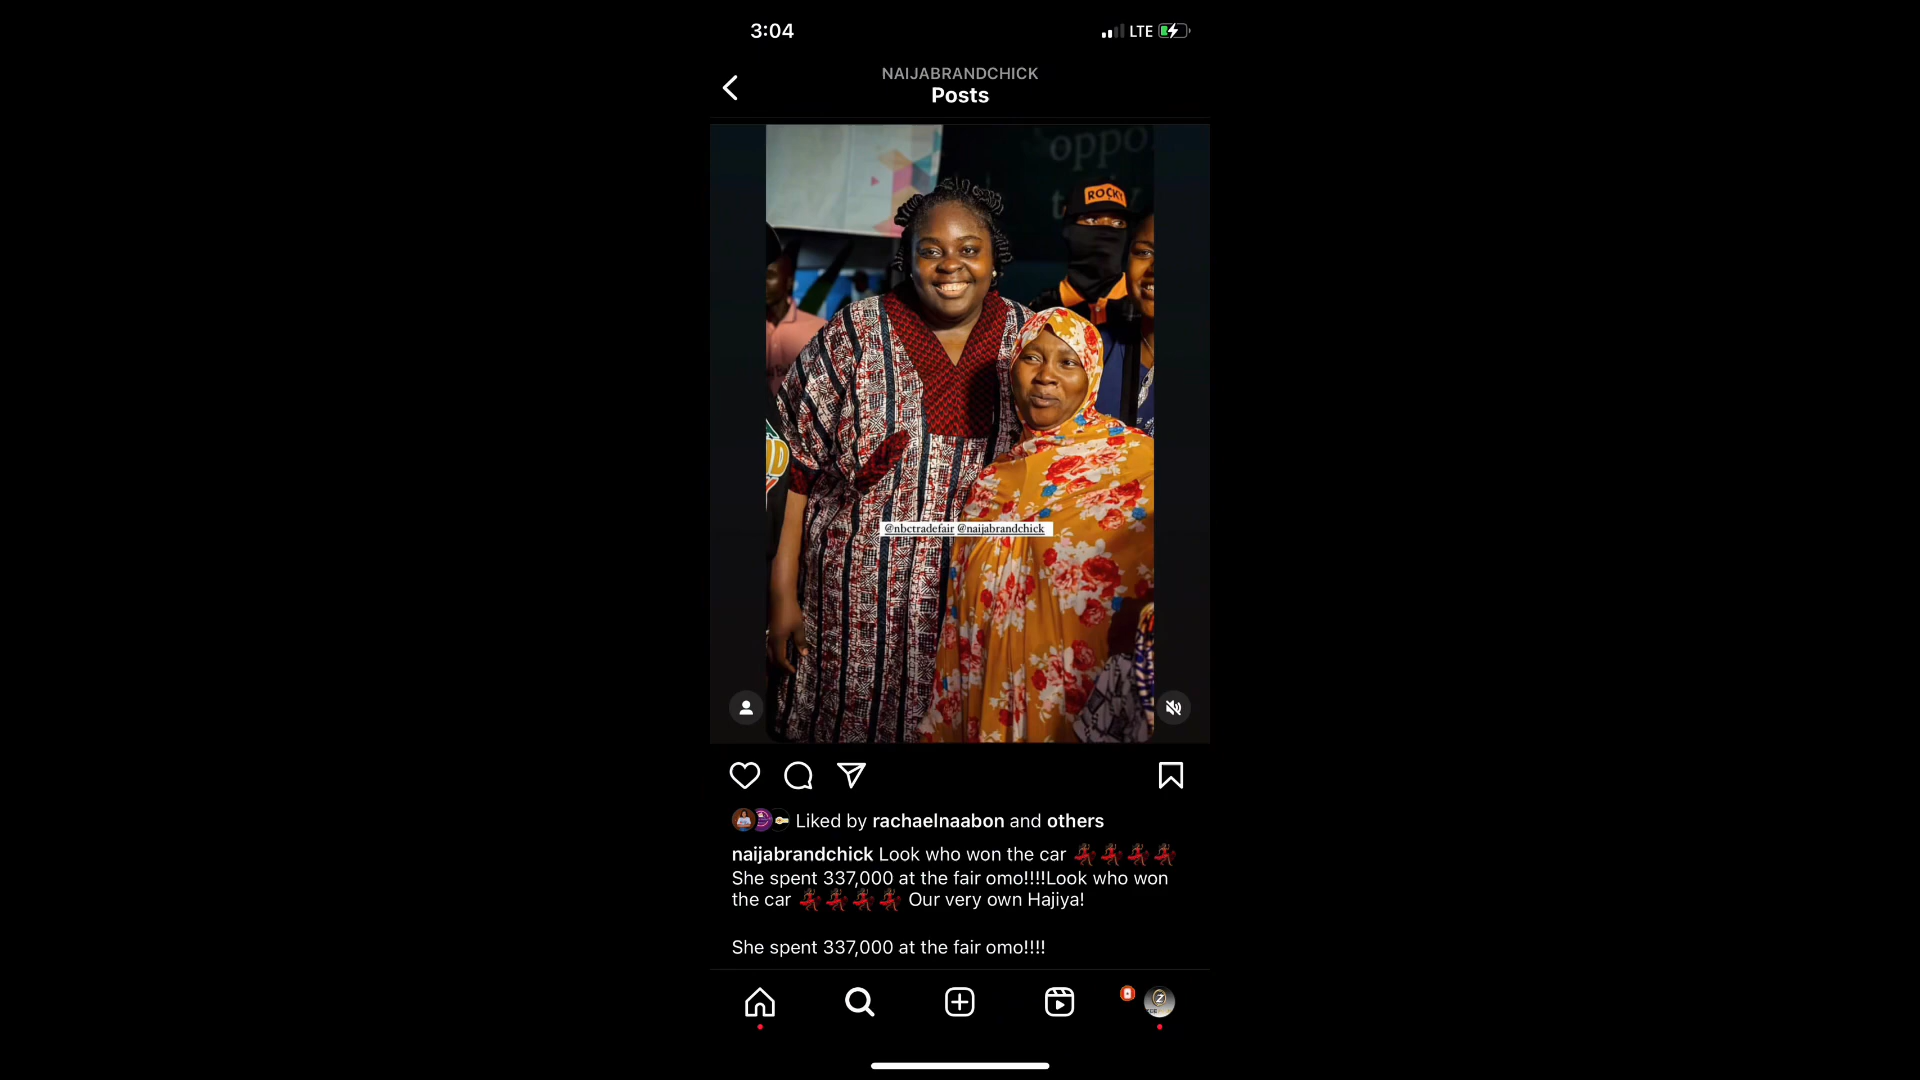 3:04
LTE
NAIJABRANDCHICK
Posts
oppo
ROCKY
@nbctradefair @naijabrandchick
Liked by rachaelnaabon and others
naijabrandchick Look who won the car 💃🏿💃🏿💃🏿💃🏿
She spent 337,000 at the fair omo!!!!Look who won
the car 💃🏿💃🏿💃🏿💃🏿 Our very own Hajiya!
She spent 337,000 at the fair omo!!!!